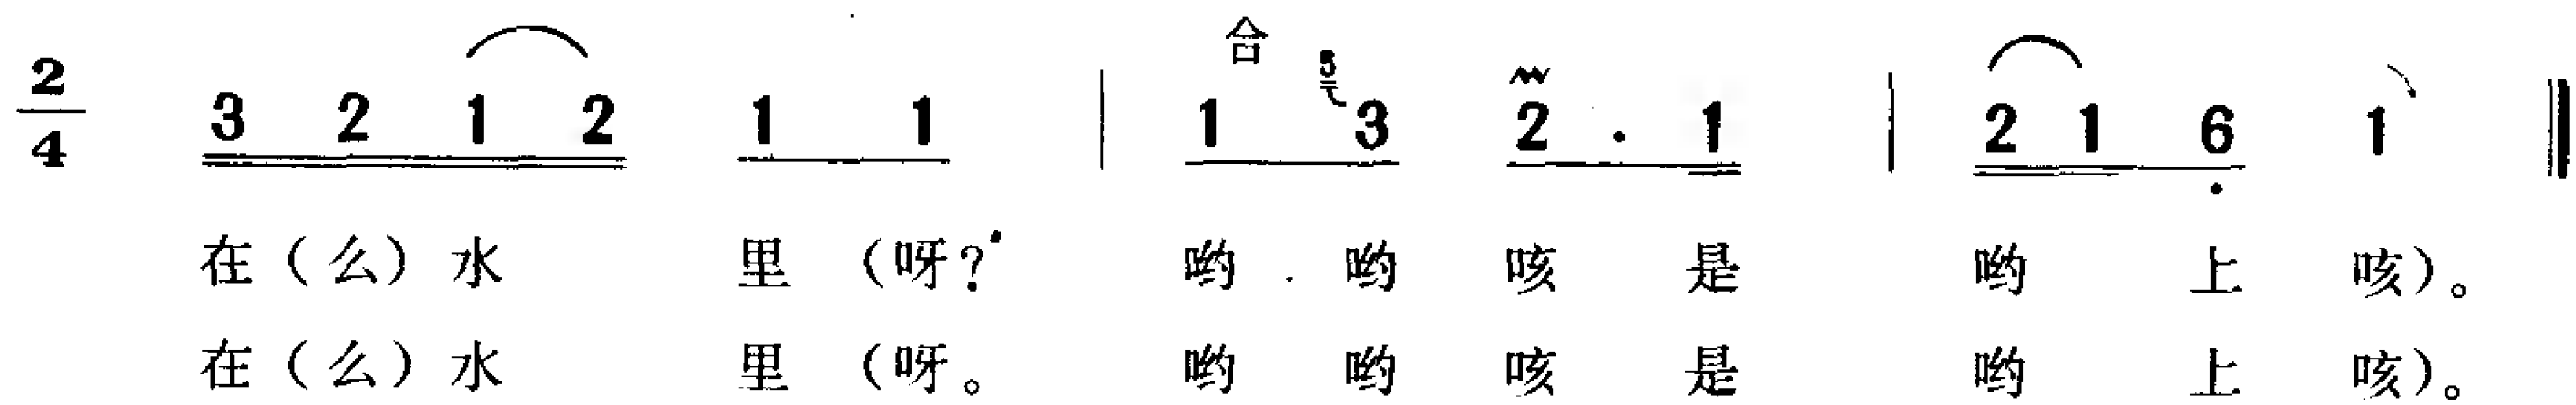 合
2/4 3 2 1 2 1 1 | 1 5 3 2 . 1 | 2 1 6 1 ‖
在（么）水 里（呀？ 哟 哟 咳 是 哟 上 咳）。
在（么）水 里（呀。 哟 哟 咳 是 哟 上 咳）。